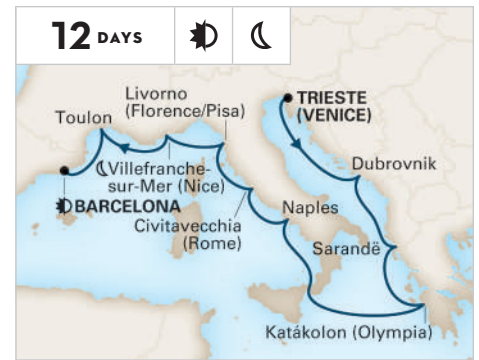 12 DAYS
Livorno
(Florence/Pisa)
Toulon
TRIESTE
(VENICE)
Villefranche-
sur-Mer (Nice)
Dubrovnik
BARCELONA
Civitavecchia
(Rome)
Naples
Sarandë
Katákolon (Olympia)